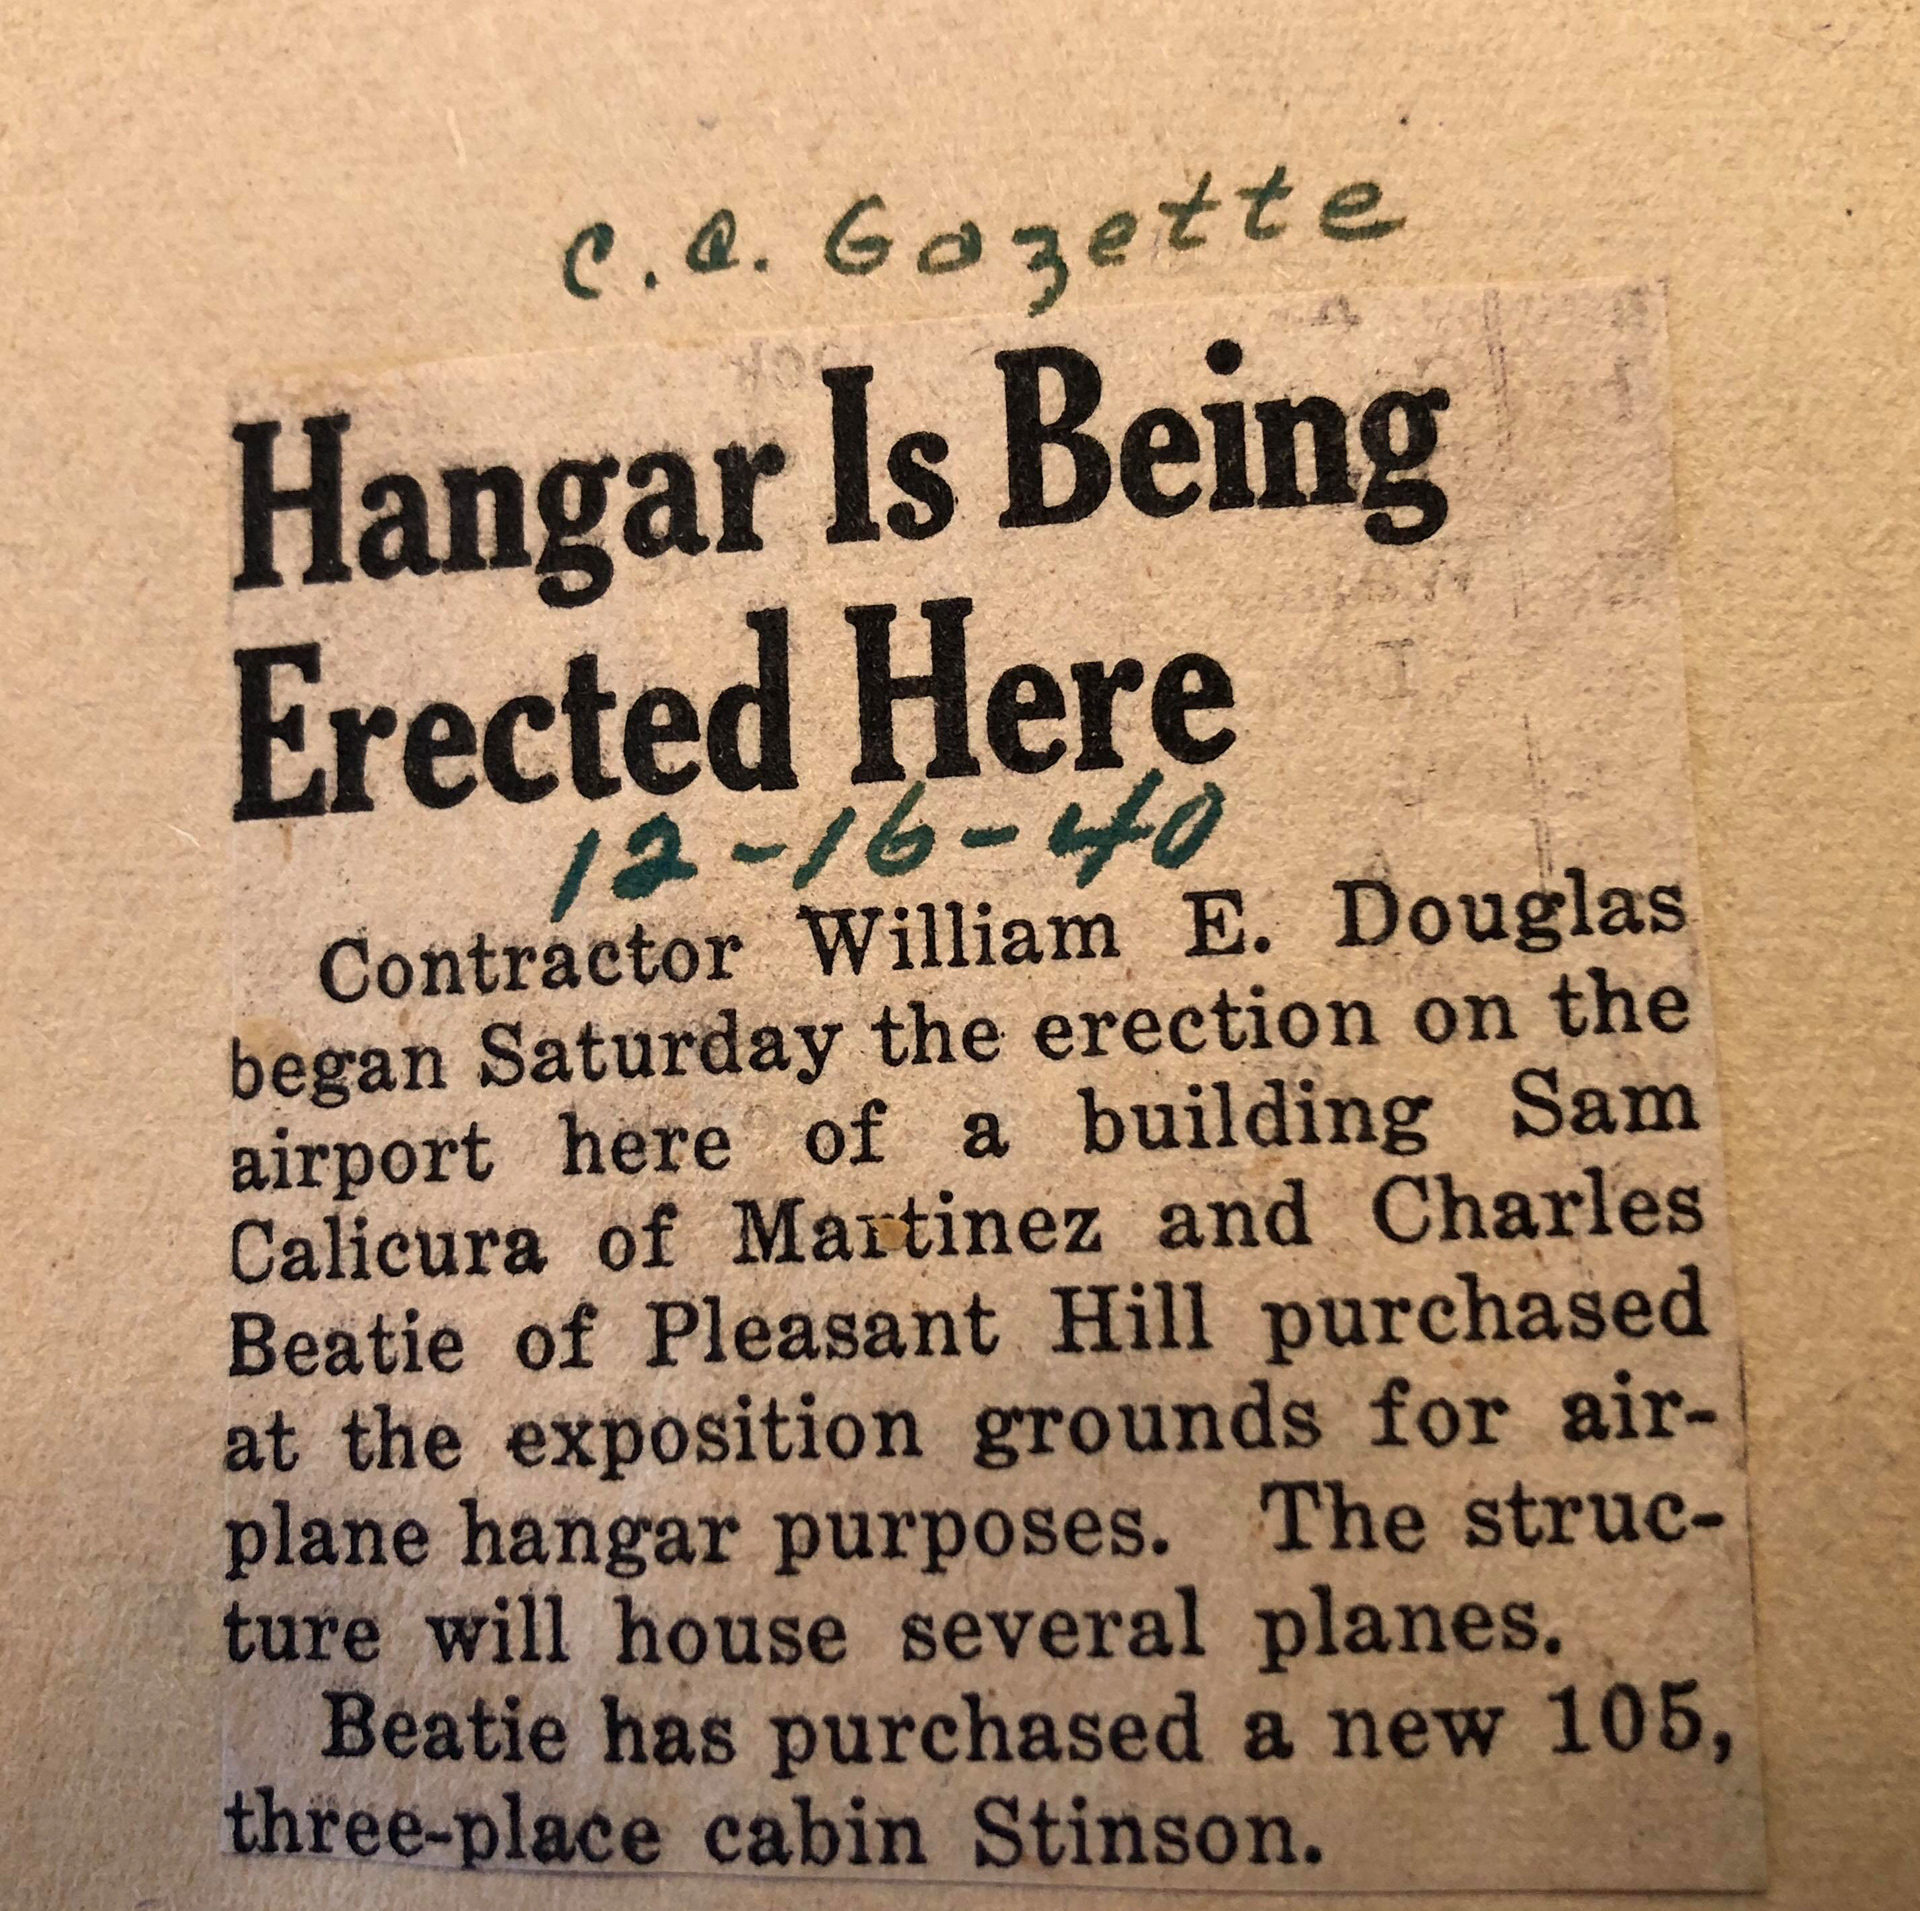 C.C. Gazette
Hangar Is Being
Erected Here
12-16-40
Contractor William E. Douglas
began Saturday the erection on the
airport here of a building Sam
Calicura of Martinez and Charles
Beatie of Pleasant Hill purchased
at the exposition grounds for air-
plane hangar purposes. The struc-
ture will house several planes.
Beatie has purchased a new 105,
three-place cabin Stinson.